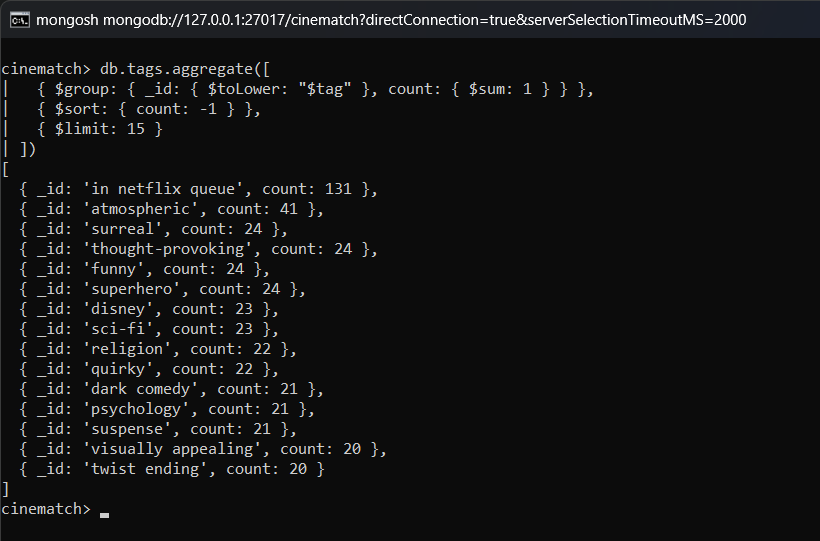 mongosh mongodb://127.0.0.1:27017/cinematch?directConnection=true&serverSelectionTimeoutMS=2000
cinematch> db.tags.aggregate([
|   { $group: { _id: { $toLower: "$tag" }, count: { $sum: 1 } } },
|   { $sort: { count: -1 } },
|   { $limit: 15 }
| ])
[
  { _id: 'in netflix queue', count: 131 },
  { _id: 'atmospheric', count: 41 },
  { _id: 'surreal', count: 24 },
  { _id: 'thought-provoking', count: 24 },
  { _id: 'funny', count: 24 },
  { _id: 'superhero', count: 24 },
  { _id: 'disney', count: 23 },
  { _id: 'sci-fi', count: 23 },
  { _id: 'religion', count: 22 },
  { _id: 'quirky', count: 22 },
  { _id: 'dark comedy', count: 21 },
  { _id: 'psychology', count: 21 },
  { _id: 'suspense', count: 21 },
  { _id: 'visually appealing', count: 20 },
  { _id: 'twist ending', count: 20 }
]
cinematch>